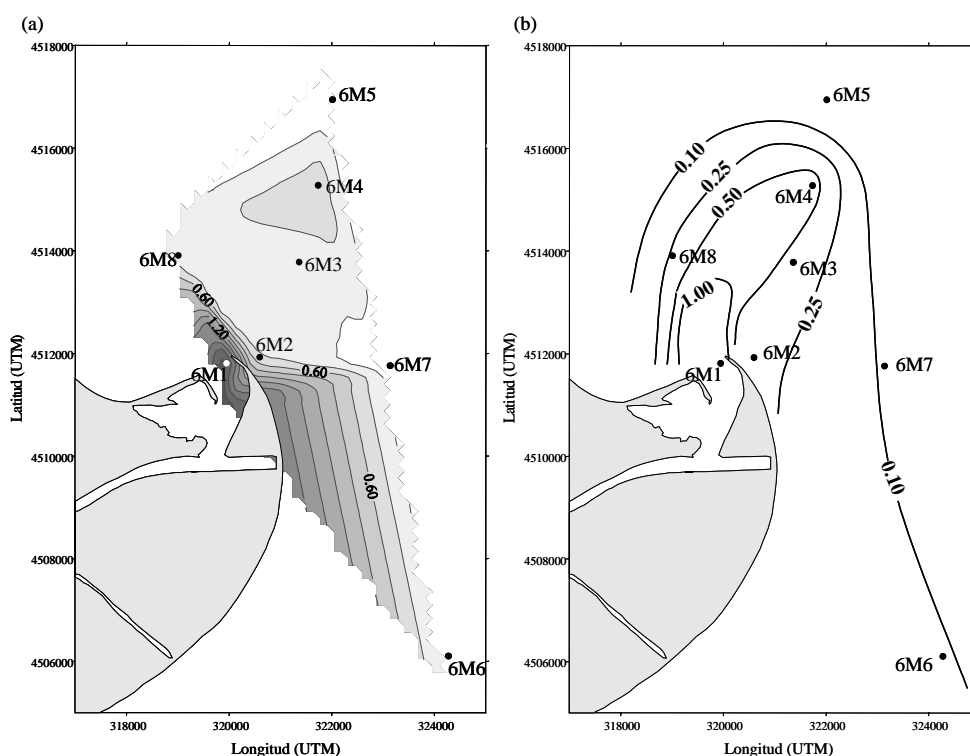 (a)
(b)
4518000
4516000
4514000
4512000
4510000
4508000
4506000
318000
320000
322000
324000
Latitud (UTM)
Longitud (UTM)
6M5
6M4
6M3
6M8
6M2
6M1
6M7
6M6
0.60
1.20
0.60
0.60
4518000
4516000
4514000
4512000
4510000
4508000
4506000
318000
320000
322000
324000
Latitud (UTM)
Longitud (UTM)
6M5
6M4
6M3
6M8
6M2
6M1
6M7
6M6
0.10
0.25
0.50
1.00
0.25
0.10